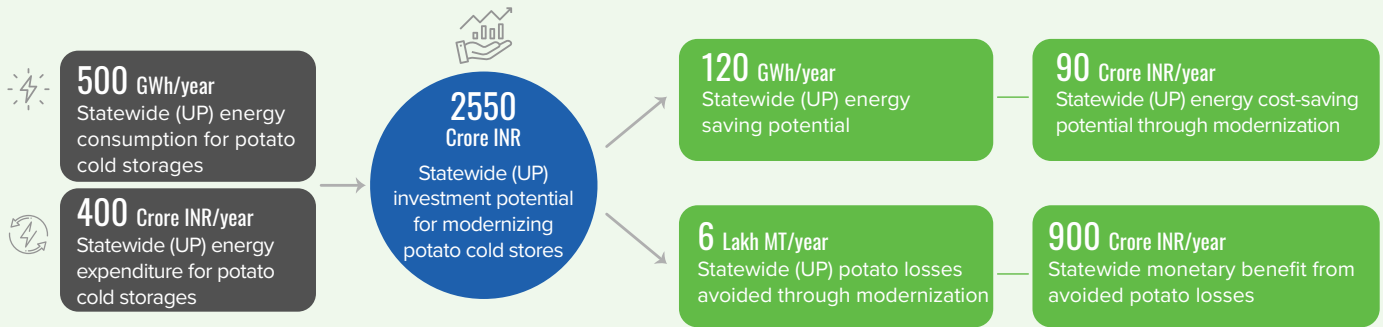 500 GWh/year
Statewide (UP) energy
consumption for potato
cold storages
400 Crore INR/year
Statewide (UP) energy
expenditure for potato
cold storages
2550
Crore INR
Statewide (UP)
investment potential
for modernizing
potato cold stores
120 GWh/year
Statewide (UP) energy
saving potential
90 Crore INR/year
Statewide (UP) energy cost-saving
potential through modernization
6 Lakh MT/year
Statewide (UP) potato losses
avoided through modernization
900 Crore INR/year
Statewide monetary benefit from
avoided potato losses